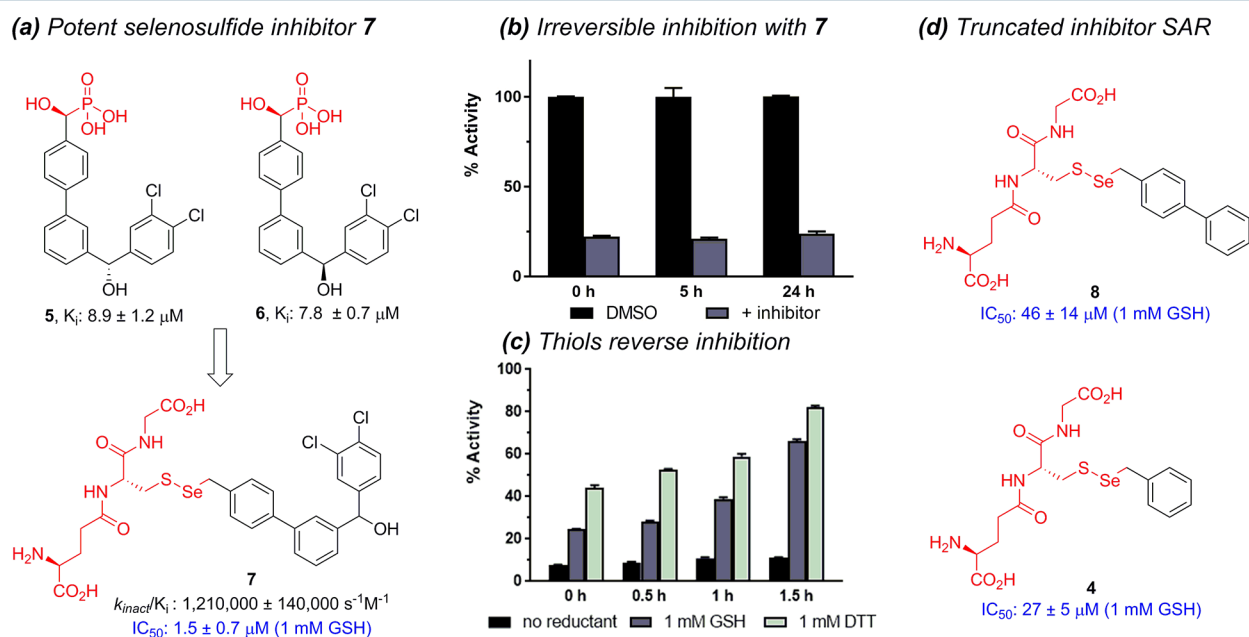 (a) Potent selenosulfide inhibitor 7
HO
O
P
OH
OH
Cl
Cl
OH
5, Ki: 8.9 ± 1.2 μM
HO
O
P
OH
OH
Cl
Cl
OH
6, Ki: 7.8 ± 0.7 μM
CO2H
O
NH
S
Se
HN
O
H2N
CO2H
Cl
Cl
OH
7
kinact/Ki : 1,210,000 ± 140,000 s-1M-1
IC50: 1.5 ± 0.7 μM (1 mM GSH)
(b) Irreversible inhibition with 7
% Activity
100
50
0
0 h 5 h 24 h
DMSO + inhibitor
(c) Thiols reverse inhibition
% Activity
100
80
60
40
20
0
0 h 0.5 h 1 h 1.5 h
no reductant 1 mM GSH 1 mM DTT
(d) Truncated inhibitor SAR
CO2H
O
NH
S
Se
HN
O
H2N
CO2H
8
IC50: 46 ± 14 μM (1 mM GSH)
CO2H
O
NH
S
Se
HN
O
H2N
CO2H
4
IC50: 27 ± 5 μM (1 mM GSH)